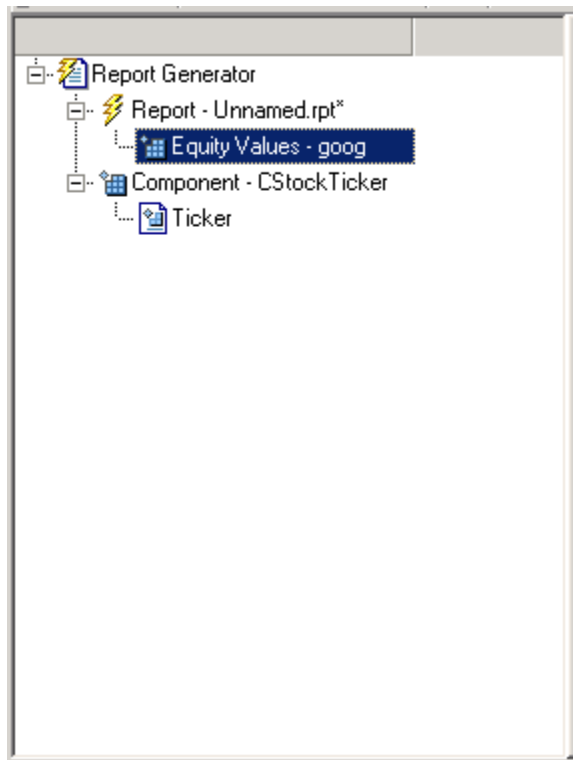 Report Generator
Report - Unnamed.rpt*
Equity Values - goog
Component - CStockTicker
Ticker